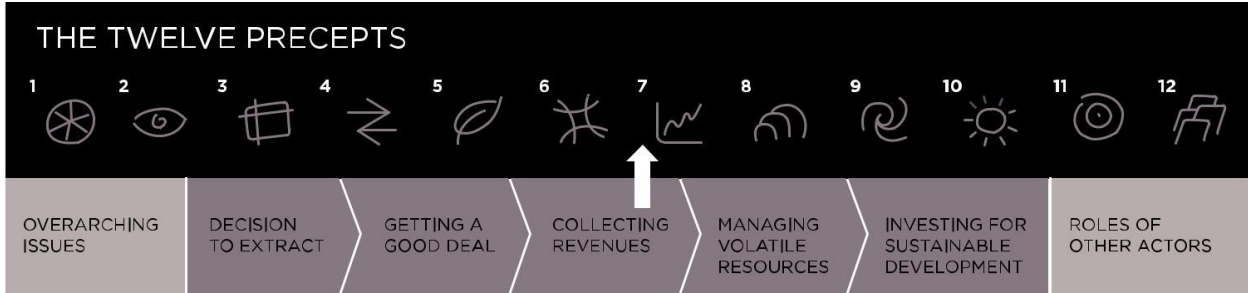 THE TWELVE PRECEPTS
1 2 3 4 5 6 7 8 9 10 11 12
OVERARCHING
ISSUES
DECISION
TO EXTRACT
GETTING A
GOOD DEAL
COLLECTING
REVENUES
MANAGING
VOLATILE
RESOURCES
INVESTING FOR
SUSTAINABLE
DEVELOPMENT
ROLES OF
OTHER ACTORS